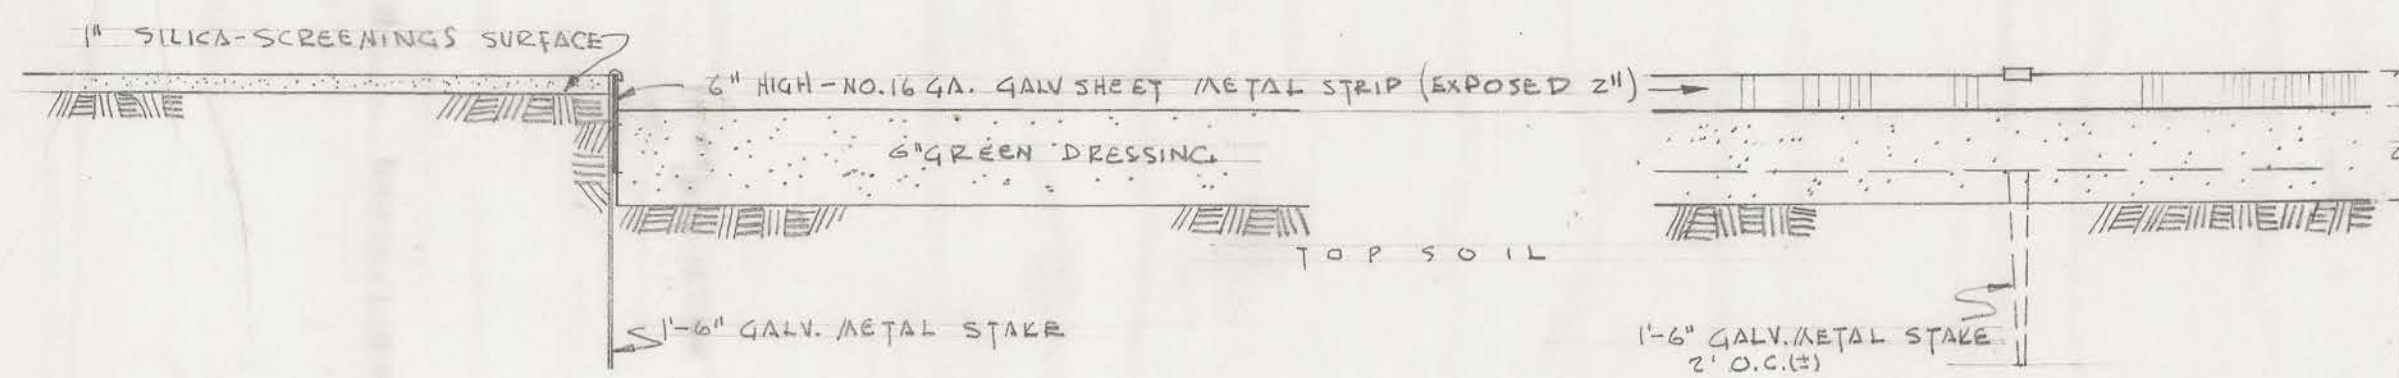 1" SILICA-SCREENINGS SURFACE
6" HIGH-NO.16 GA. GALV SHEET METAL STRIP (EXPOSED 2")
6" GREEN DRESSING
TOP SOIL
1'-6" GALV. METAL STAKE
1'-6" GALV. METAL STAKE
2' O.C.(±)